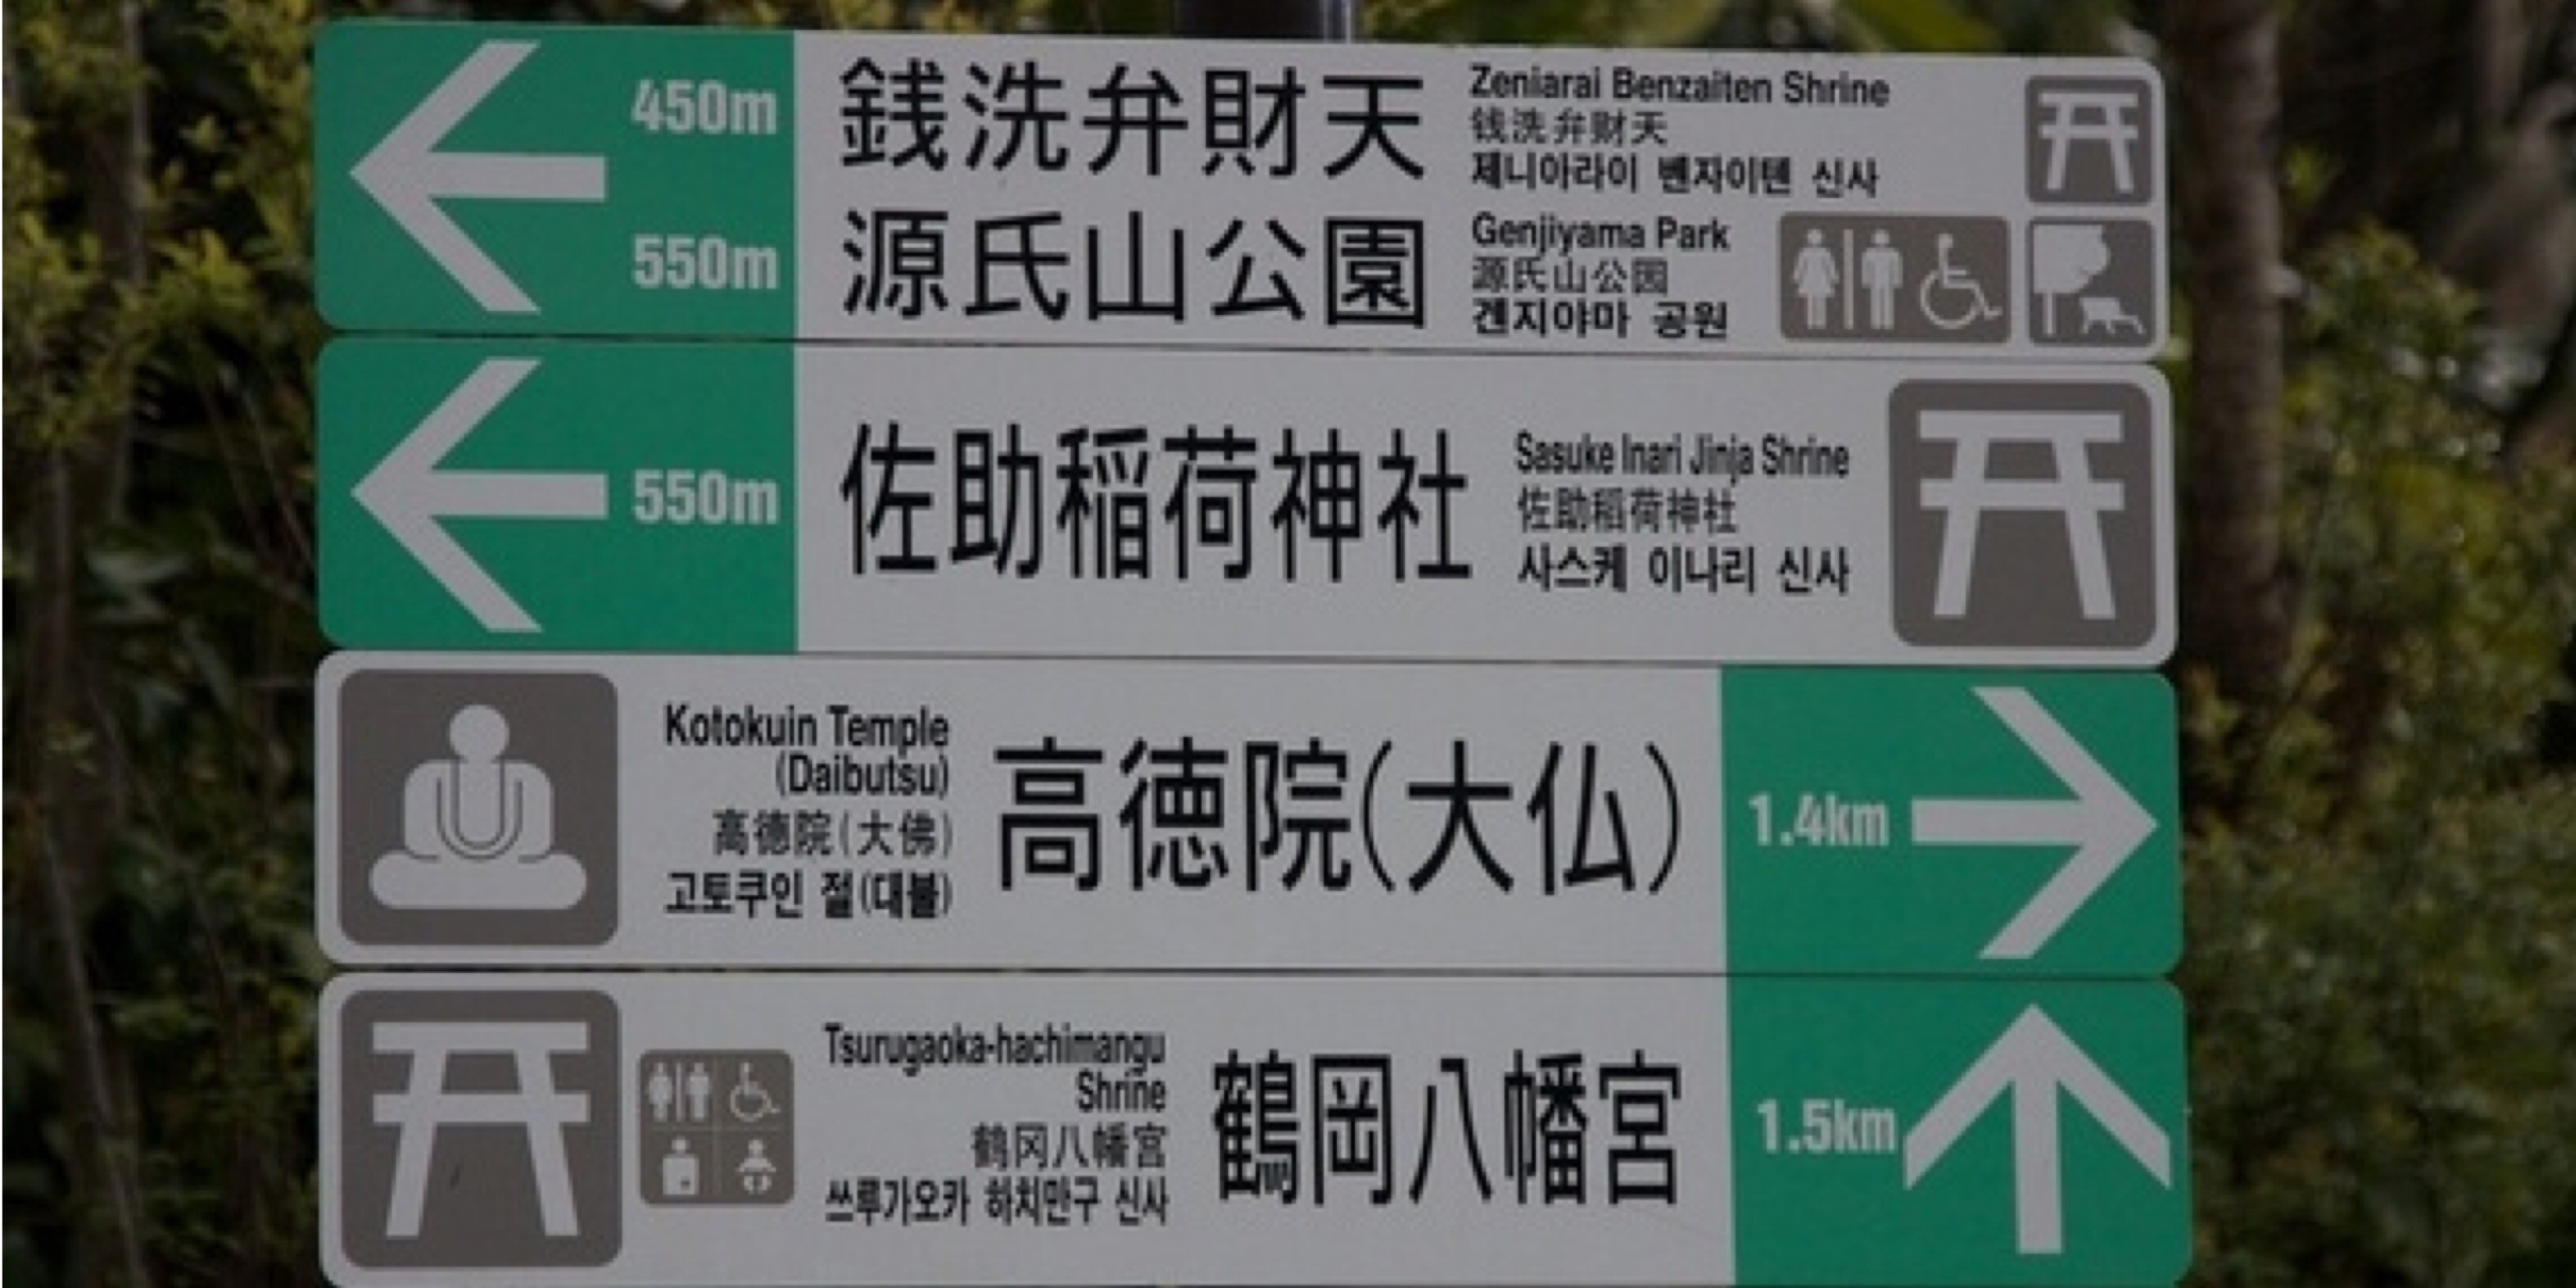 450m
銭洗弁財天
Zeniarai Benzaiten Shrine
钱洗弁財天
제니아라이 벤자이텐 신사
550m
源氏山公園
Genjiyama Park
源氏山公园
겐지야마 공원
550m
佐助稲荷神社
Sasuke Inari Jinja Shrine
佐助稻荷神社
사스케 이나리 신사
Kotokuin Temple
(Daibutsu)
高德院(大佛)
고토쿠인 절(대불)
高徳院(大仏)
1.4km
Tsurugaoka-hachimangu
Shrine
鹤冈八幡宫
쓰루가오카 하치만구 신사
鶴岡八幡宮
1.5km